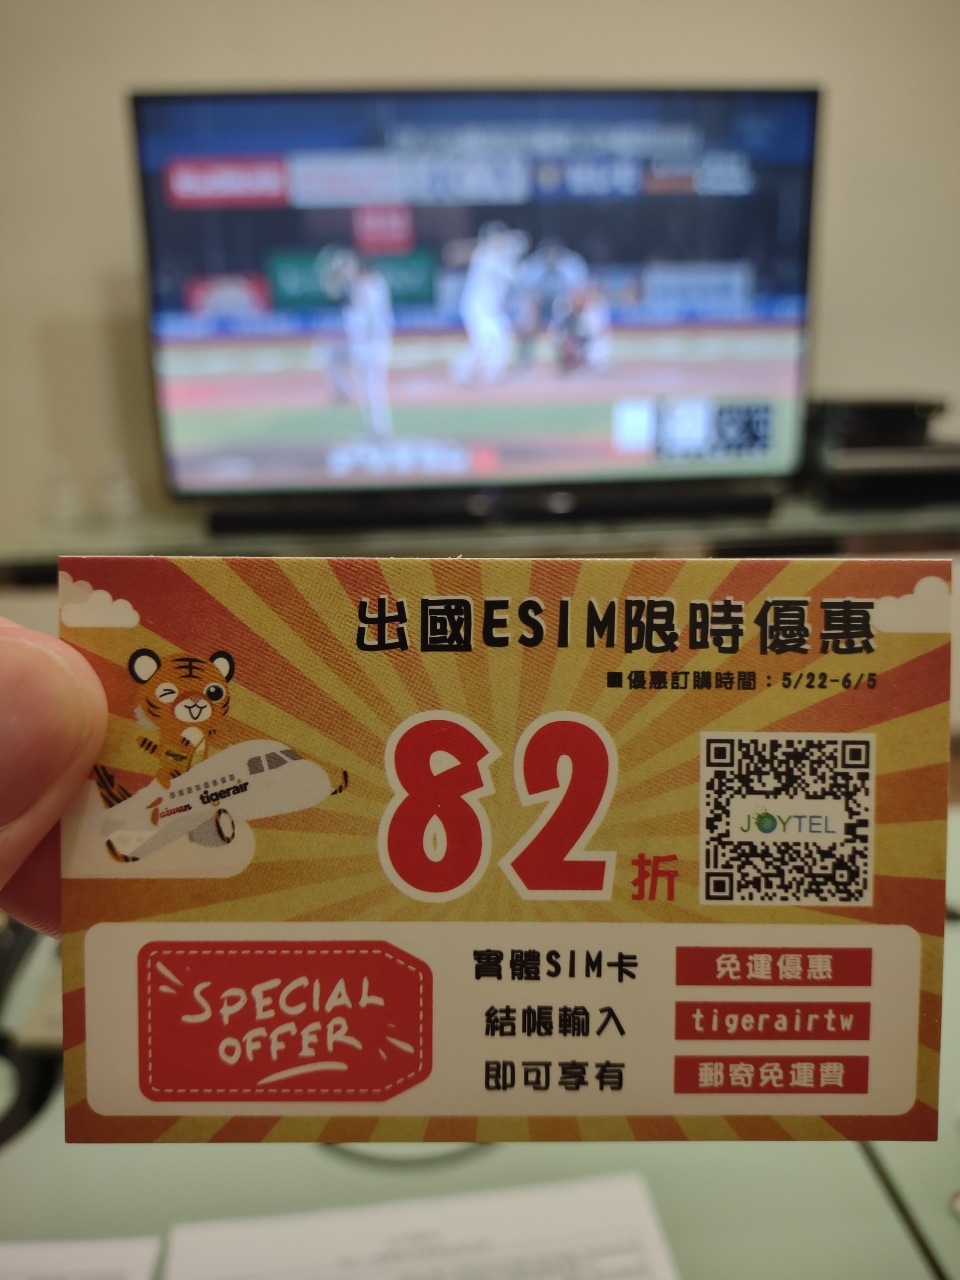 出國ESIM限時優惠
■優惠訂購時間：5/22-6/5
82折
Taiwan tigerair
JOYTEL
SPECIAL
OFFER
實體SIM卡 免運優惠
結帳輸入 tigerairtw
即可享有 郵寄免運費